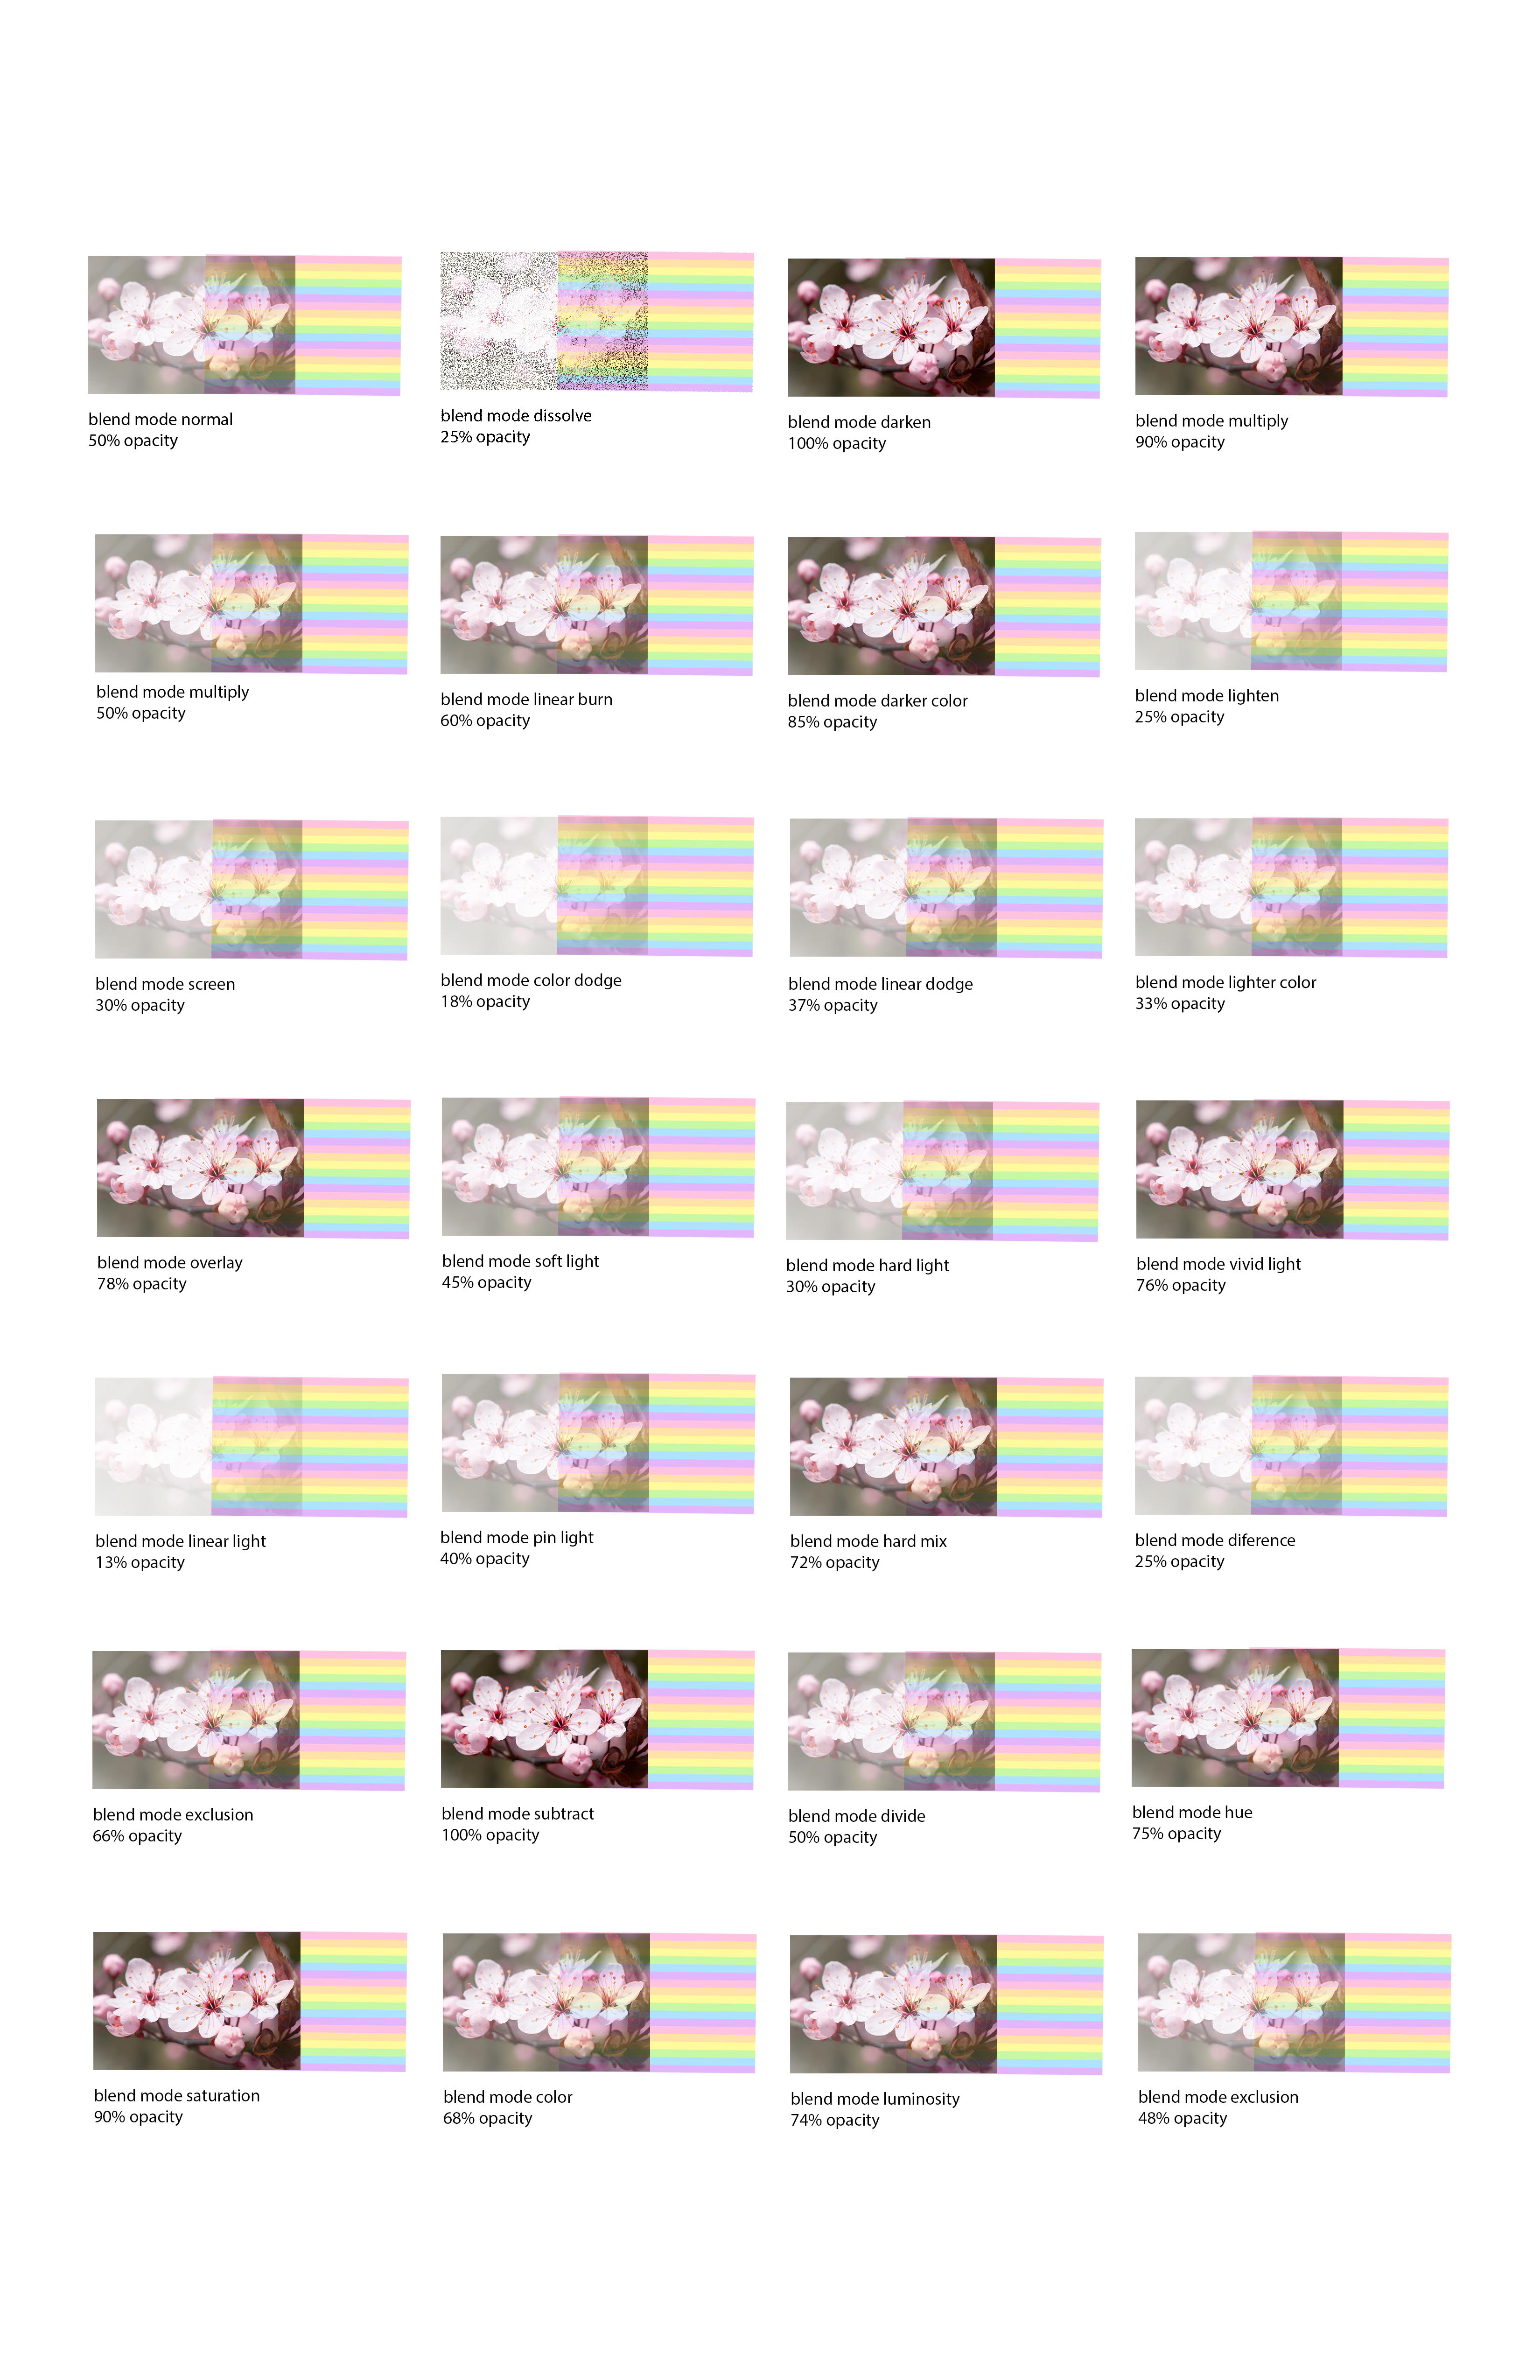 blend mode normal
50% opacity
blend mode dissolve
25% opacity
blend mode darken
100% opacity
blend mode multiply
90% opacity
blend mode multiply
50% opacity
blend mode linear burn
60% opacity
blend mode darker color
85% opacity
blend mode lighten
25% opacity
blend mode screen
30% opacity
blend mode color dodge
18% opacity
blend mode linear dodge
37% opacity
blend mode lighter color
33% opacity
blend mode overlay
78% opacity
blend mode soft light
45% opacity
blend mode hard light
30% opacity
blend mode vivid light
76% opacity
blend mode linear light
13% opacity
blend mode pin light
40% opacity
blend mode hard mix
72% opacity
blend mode diference
25% opacity
blend mode exclusion
66% opacity
blend mode subtract
100% opacity
blend mode divide
50% opacity
blend mode hue
75% opacity
blend mode saturation
90% opacity
blend mode color
68% opacity
blend mode luminosity
74% opacity
blend mode exclusion
48% opacity